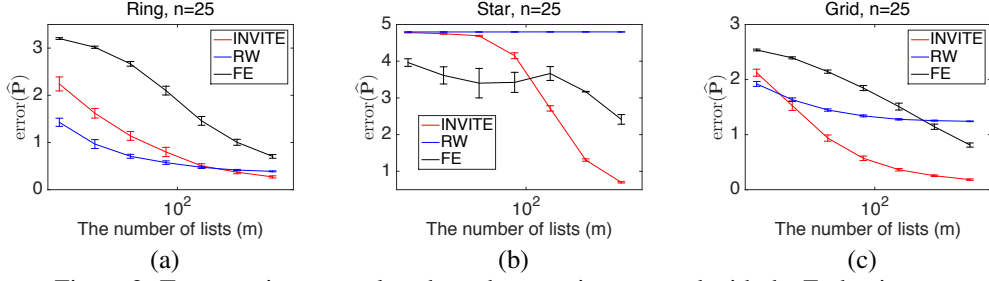 Ring, n=25
3
2
1
0
error(P̂)
INVITE
RW
FE
10²
The number of lists (m)
(a)
Star, n=25
5
4
3
2
1
error(P̂)
INVITE
RW
FE
10²
The number of lists (m)
(b)
Grid, n=25
3
2
1
0
error(P̂)
INVITE
RW
FE
10²
The number of lists (m)
(c)